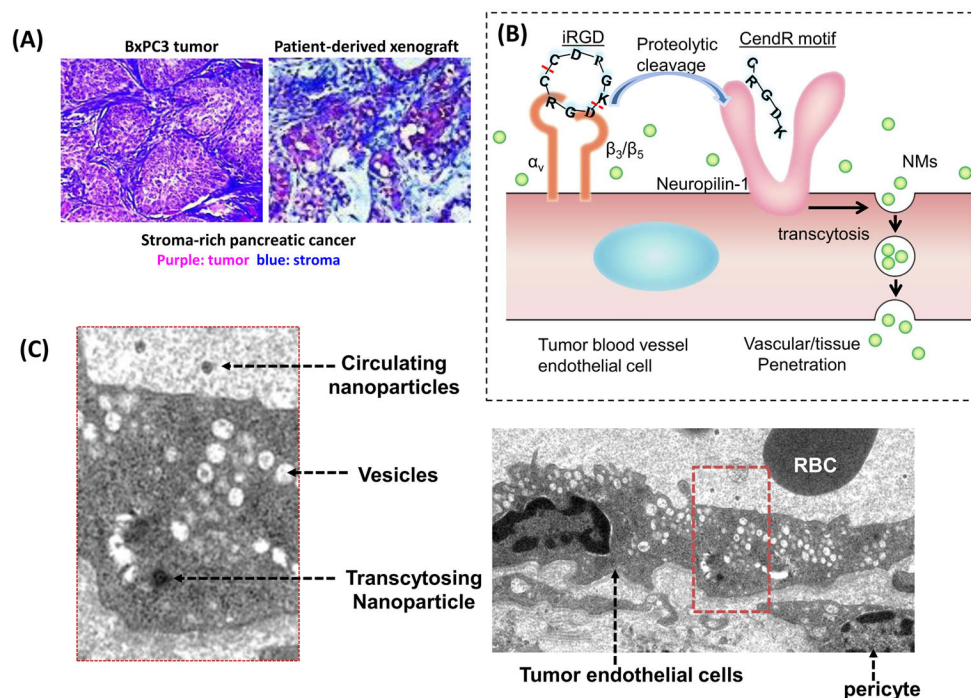 (A)
BxPC3 tumor
Patient-derived xenograft
Stroma-rich pancreatic cancer
Purple: tumor blue: stroma
(B)
iRGD
C D R G K D G R C
Proteolytic
cleavage
CendR motif
C R G D K
αv
β3/β5
Neuropilin-1
NMs
transcytosis
Tumor blood vessel
endothelial cell
Vascular/tissue
Penetration
(C)
Circulating
nanoparticles
Vesicles
Transcytosing
Nanoparticle
RBC
Tumor endothelial cells
pericyte